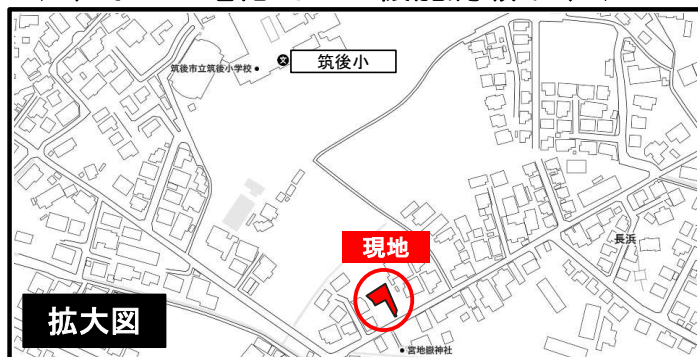 筑後市立筑後小学校
筑後小
長浜
現地
拡大図
宮地嶽神社